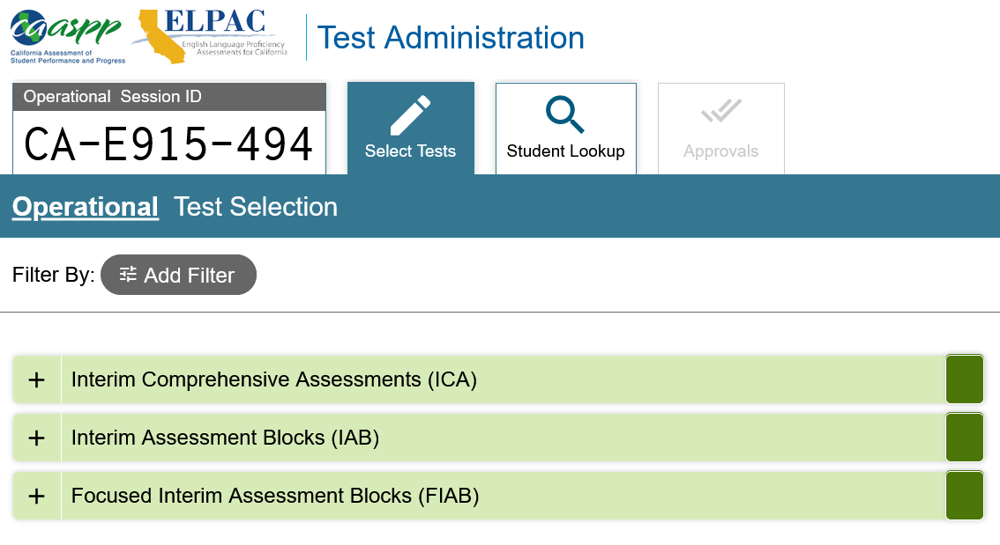 caaspp
California Assessment of
Student Performance and Progress
ELPAC
English Language Proficiency
Assessments for California
Test Administration
Operational Session ID
CA-E915-494
Select Tests
Student Lookup
Approvals
Operational Test Selection
Filter By: Add Filter
+ Interim Comprehensive Assessments (ICA)
+ Interim Assessment Blocks (IAB)
+ Focused Interim Assessment Blocks (FIAB)